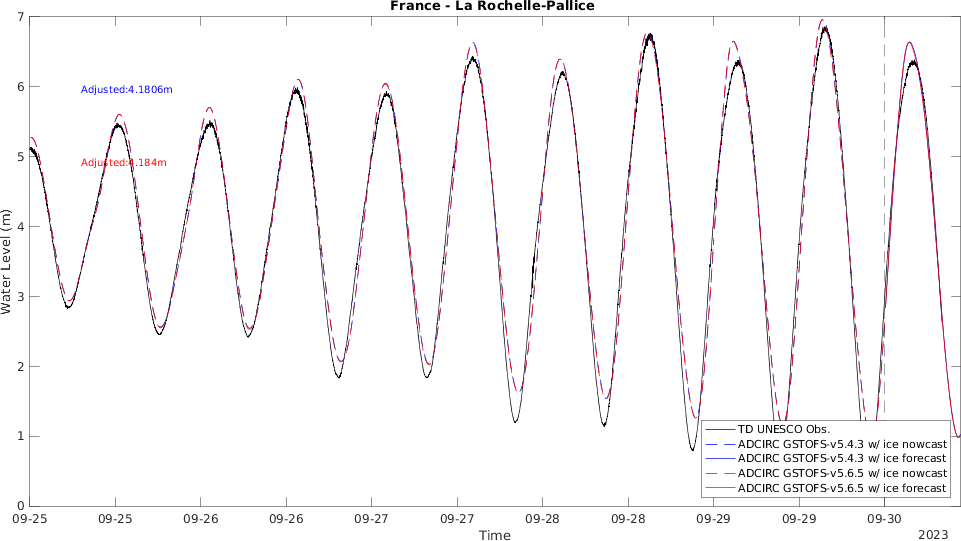 France - La Rochelle-Pallice
7
6
5
4
3
2
1
0
Water Level (m)
Adjusted:4.1806m
Adjusted:4.184m
TD UNESCO Obs.
ADCIRC GSTOFS-v5.4.3 w/ ice nowcast
ADCIRC GSTOFS-v5.4.3 w/ ice forecast
ADCIRC GSTOFS-v5.6.5 w/ ice nowcast
ADCIRC GSTOFS-v5.6.5 w/ ice forecast
09-25 09-25 09-26 09-26 09-27 09-27 09-28 09-28 09-29 09-29 09-30
Time
2023